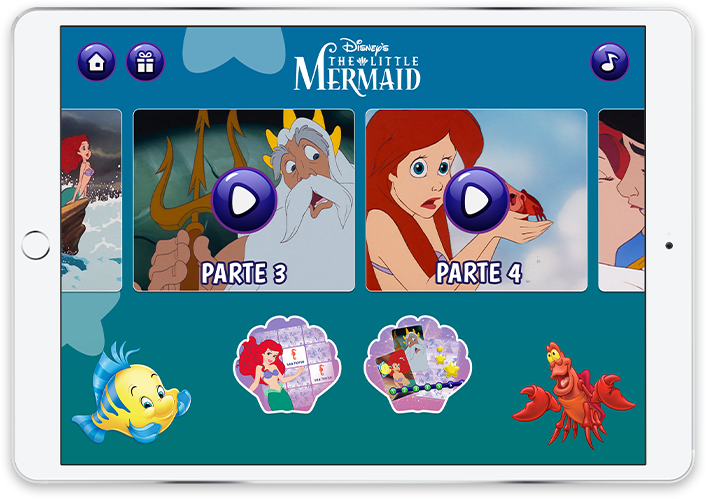 Disney's
THE LITTLE
MERMAID
PARTE 3
PARTE 4